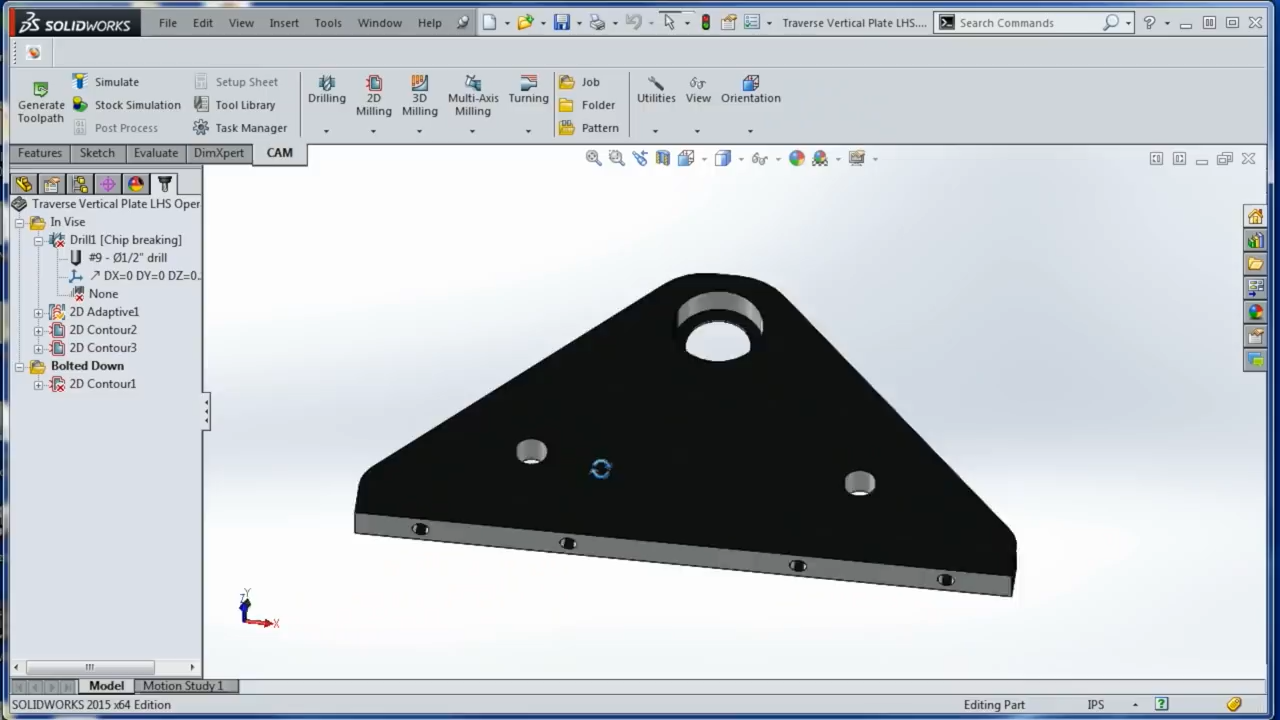 SOLIDWORKS File Edit View Insert Tools Window Help Traverse Vertical Plate LHS.... Search Commands
Generate Toolpath
Simulate
Stock Simulation
Post Process
Setup Sheet
Tool Library
Task Manager
Drilling
2D Milling
3D Milling
Multi-Axis Milling
Turning
Job
Folder
Pattern
Utilities
View
Orientation
Features Sketch Evaluate DimXpert CAM
Traverse Vertical Plate LHS Oper
In Vise
Drill1 [Chip breaking]
#9 - Ø1/2" drill
DX=0 DY=0 DZ=0..
None
2D Adaptive1
2D Contour2
2D Contour3
Bolted Down
2D Contour1
Y
Z
X
Model Motion Study 1
SOLIDWORKS 2015 x64 Edition Editing Part IPS